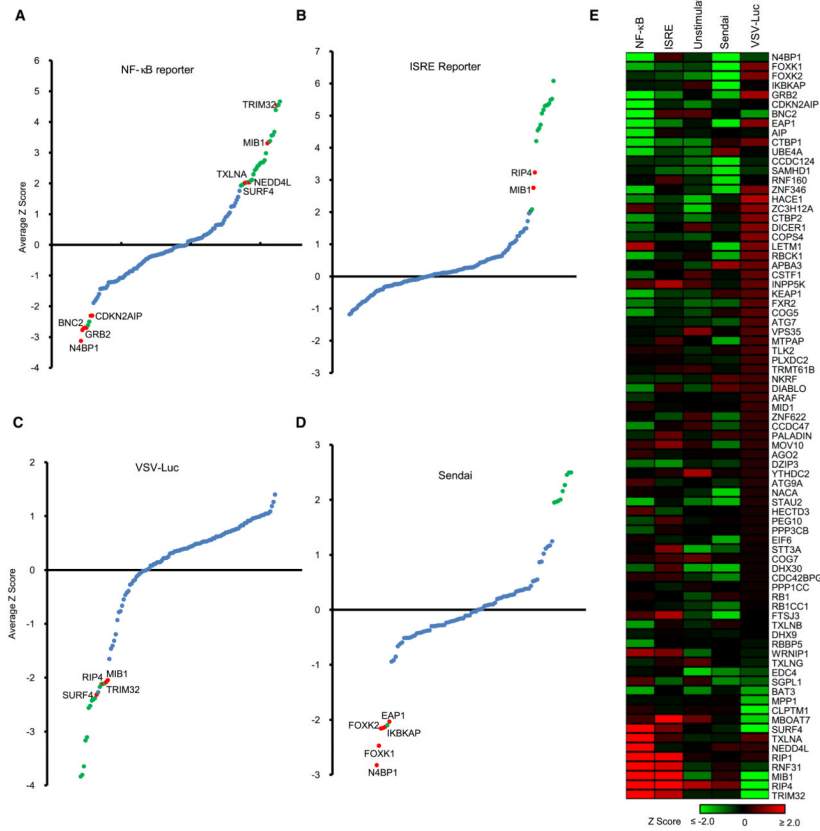 A
NF-κB reporter
6
5
4
3
2
1
0
-1
-2
-3
-4
Average Z Score
TRIM32
MIB1
TXLNA
NEDD4L
SURF4
CDKN2AIP
BNC2
GRB2
N4BP1
B
ISRE Reporter
7
6
5
4
3
2
1
0
-1
-2
-3
RIP4
MIB1
C
VSV-Luc
2
1
0
-1
-2
-3
-4
Average Z Score
RIP4
MIB1
SURF4
TRIM32
D
Sendai
3
2
1
0
-1
-2
-3
EAP1
FOXK2
IKBKAP
FOXK1
N4BP1
E
NF-κB
ISRE
Unstimula
Sendai
VSV-Luc
N4BP1
FOXK1
FOXK2
IKBKAP
GRB2
CDKN2AIP
BNC2
EAP1
AIP
CTBP1
UBE4A
CCDC124
SAMHD1
RNF160
ZNF346
HACE1
ZC3H12A
CTBP2
DICER1
COPS4
LETM1
RBCK1
APBA3
CSTF1
INPP5K
KEAP1
FXR2
COG5
ATG7
VPS35
MTPAP
TLK2
PLXDC2
TRMT61B
NKRF
DIABLO
ARAF
MID1
ZNF622
CCDC47
PALADIN
MOV10
AGO2
DZIP3
YTHDC2
ATG9A
NACA
STAU2
HECTD3
PEG10
PPP3CB
EIF6
STT3A
COG7
DHX30
CDC42BPG
PPP1CC
RB1
RB1CC1
FTSJ3
TXLNB
DHX9
RBBP5
WRNIP1
TXLNG
EDC4
SGPL1
BAT3
MPP1
CLPTM1
MBOAT7
SURF4
TXLNA
NEDD4L
RIP1
RNF31
MIB1
RIP4
TRIM32
Z Score ≤ -2.0 0 ≥ 2.0